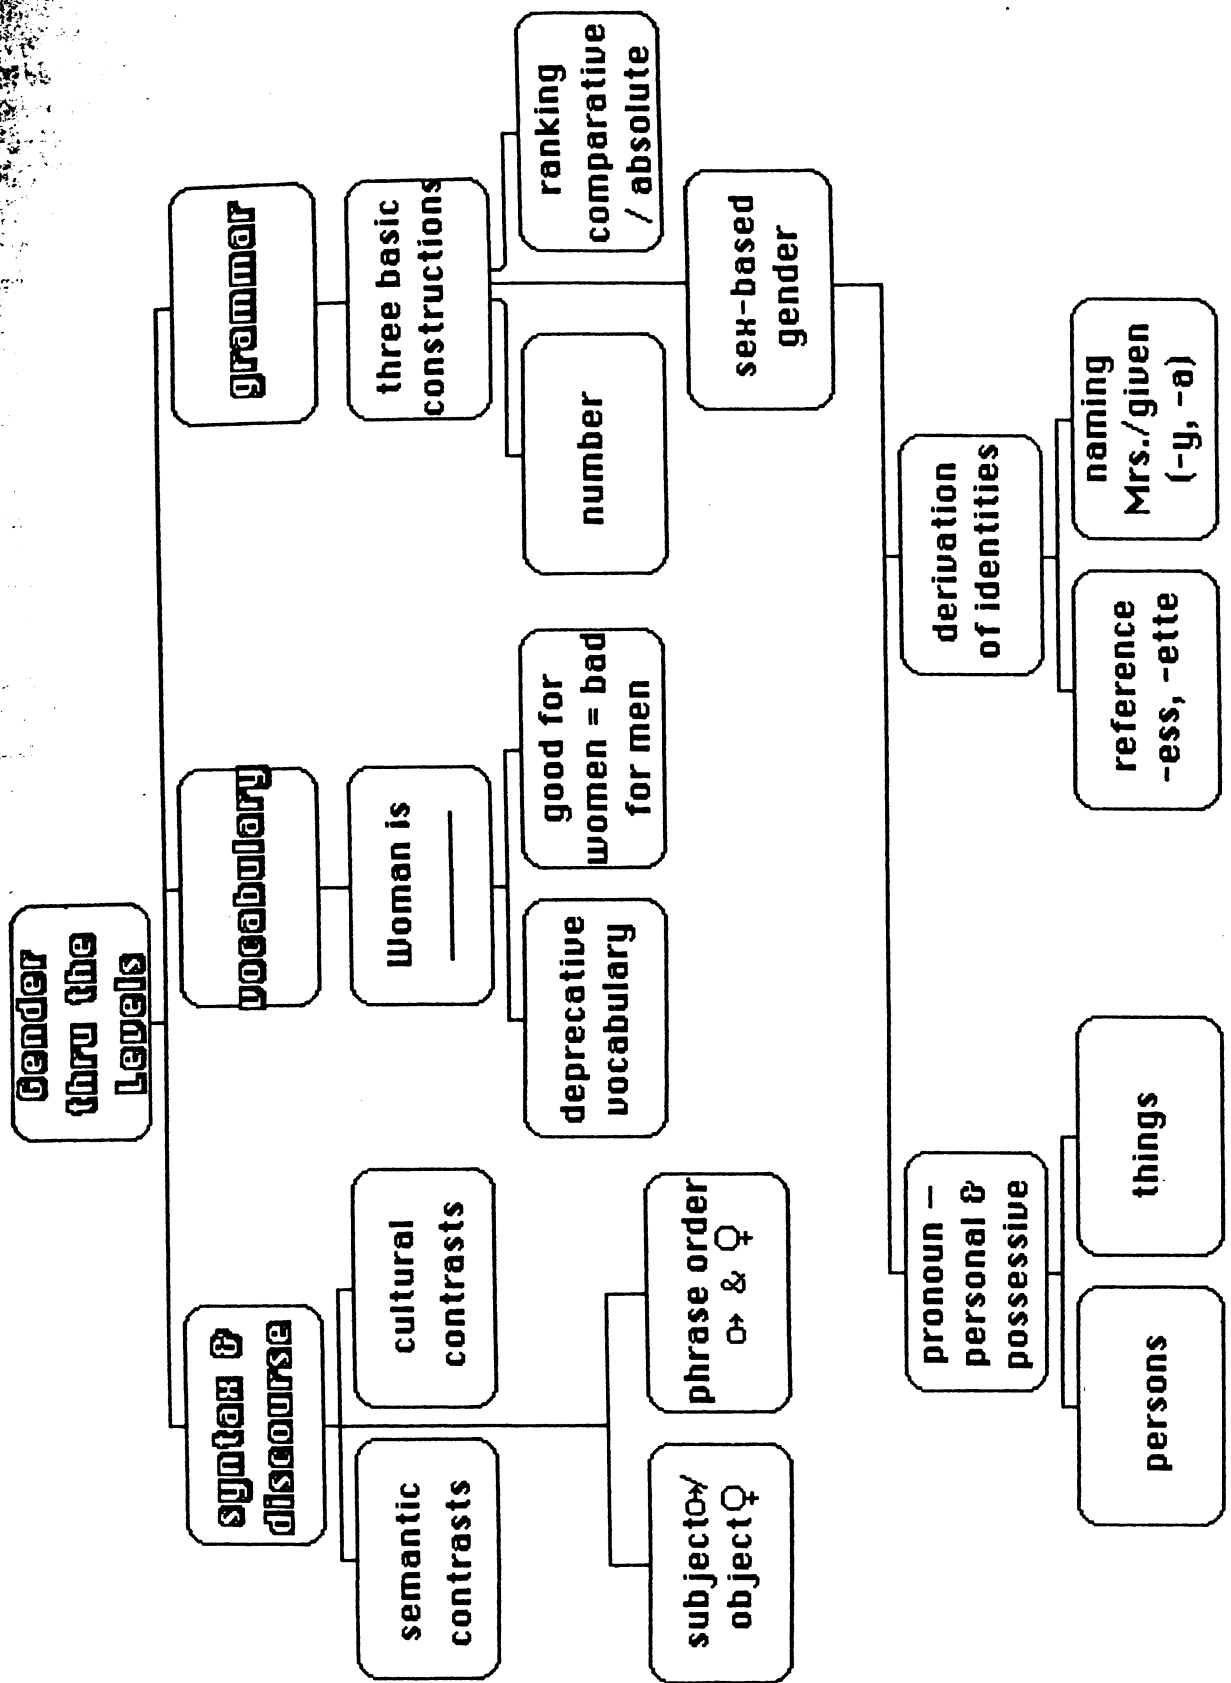 Gender
thru the
Levels
syntax &
discourse
vocabulary
grammar
semantic
contrasts
cultural
contrasts
Woman is
three basic
constructions
subject♂/
object♀
phrase order
♂ & ♀
deprecative
vocabulary
good for
women = bad
for men
number
ranking
comparative
/ absolute
sex-based
gender
pronoun –
personal &
possessive
derivation
of identities
persons
things
reference
-ess, -ette
naming
Mrs./given
(-y, -a)